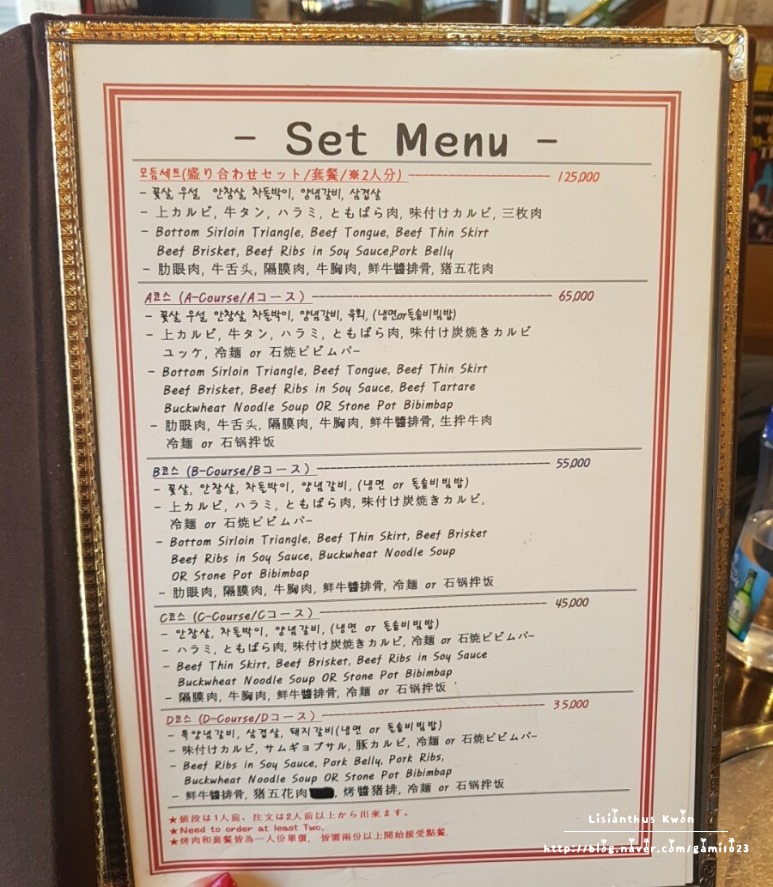 - Set Menu -
모듬세트(盛り合わせセット/套餐/※2人分) 125,000
- 꽃살, 우설, 안창살, 차돌박이, 양념갈비, 삼겹살
- 上カルビ, 牛タン, ハラミ, ともばら肉, 味付けカルビ, 三枚肉
- Bottom Sirloin Triangle, Beef Tongue, Beef Thin Skirt
Beef Brisket, Beef Ribs in Soy Sauce,Pork Belly
- 肋眼肉, 牛舌头, 隔膜肉, 牛胸肉, 鲜牛醬排骨, 猪五花肉
A코스 (A-Course/Aコース) 65,000
- 꽃살, 우설, 안창살, 차돌박이, 양념갈비, 육회, (냉면or돌솥비빔밥)
- 上カルビ, 牛タン, ハラミ, ともばら肉, 味付け炭焼きカルビ
ユッケ, 冷麺 or 石焼ビビムバー
- Bottom Sirloin Triangle, Beef Tongue, Beef Thin Skirt
Beef Brisket, Beef Ribs in Soy Sauce, Beef Tartare
Buckwheat Noodle Soup OR Stone Pot Bibimbap
- 肋眼肉, 牛舌头, 隔膜肉, 牛胸肉, 鲜牛醬排骨, 生拌牛肉
冷麺 or 石锅拌饭
B코스 (B-Course/Bコース) 55,000
- 꽃살, 안창살, 차돌박이, 양념갈비, (냉면 or 돌솥비빔밥)
- 上カルビ, ハラミ, ともばら肉, 味付け炭焼きカルビ,
冷麺 or 石焼ビビムバー
- Bottom Sirloin Triangle, Beef Thin Skirt, Beef Brisket
Beef Ribs in Soy Sauce, Buckwheat Noodle Soup
OR Stone Pot Bibimbap
- 肋眼肉, 隔膜肉, 牛胸肉, 鲜牛醬排骨, 冷麺 or 石锅拌饭
C코스 (C-Course/Cコース) 45,000
- 안창살, 차돌박이, 양념갈비, (냉면 or 돌솥비빔밥)
- ハラミ, ともばら肉, 味付け炭焼きカルビ, 冷麺 or 石焼ビビムバー
- Beef Thin Skirt, Beef Brisket, Beef Ribs in Soy Sauce
Buckwheat Noodle Soup OR Stone Pot Bibimbap
- 隔膜肉, 牛胸肉, 鲜牛醬排骨, 冷麺 or 石锅拌饭
D코스 (D-Course/Dコース) 35,000
- 특양념갈비, 삼겹살, 돼지갈비(냉면 or 돌솥비빔밥)
- 味付けカルビ, サムギョプサル, 豚カルビ, 冷麺 or 石焼ビビムバー
- Beef Ribs in Soy Sauce, Pork Belly, Pork Ribs,
Buckwheat Noodle Soup OR Stone Pot Bibimbap
- 鲜牛醬排骨, 猪五花肉, 烤醬猪排, 冷麺 or 石锅拌饭
★値段は1人前, 注文は2人前以上から出来ます。
★Need to order at least Two.
★烤肉和套餐皆為一人份單價, 皆需兩份以上開始接受點餐.
Lisianthus Kwon
http://blog.naver.com/gami1023